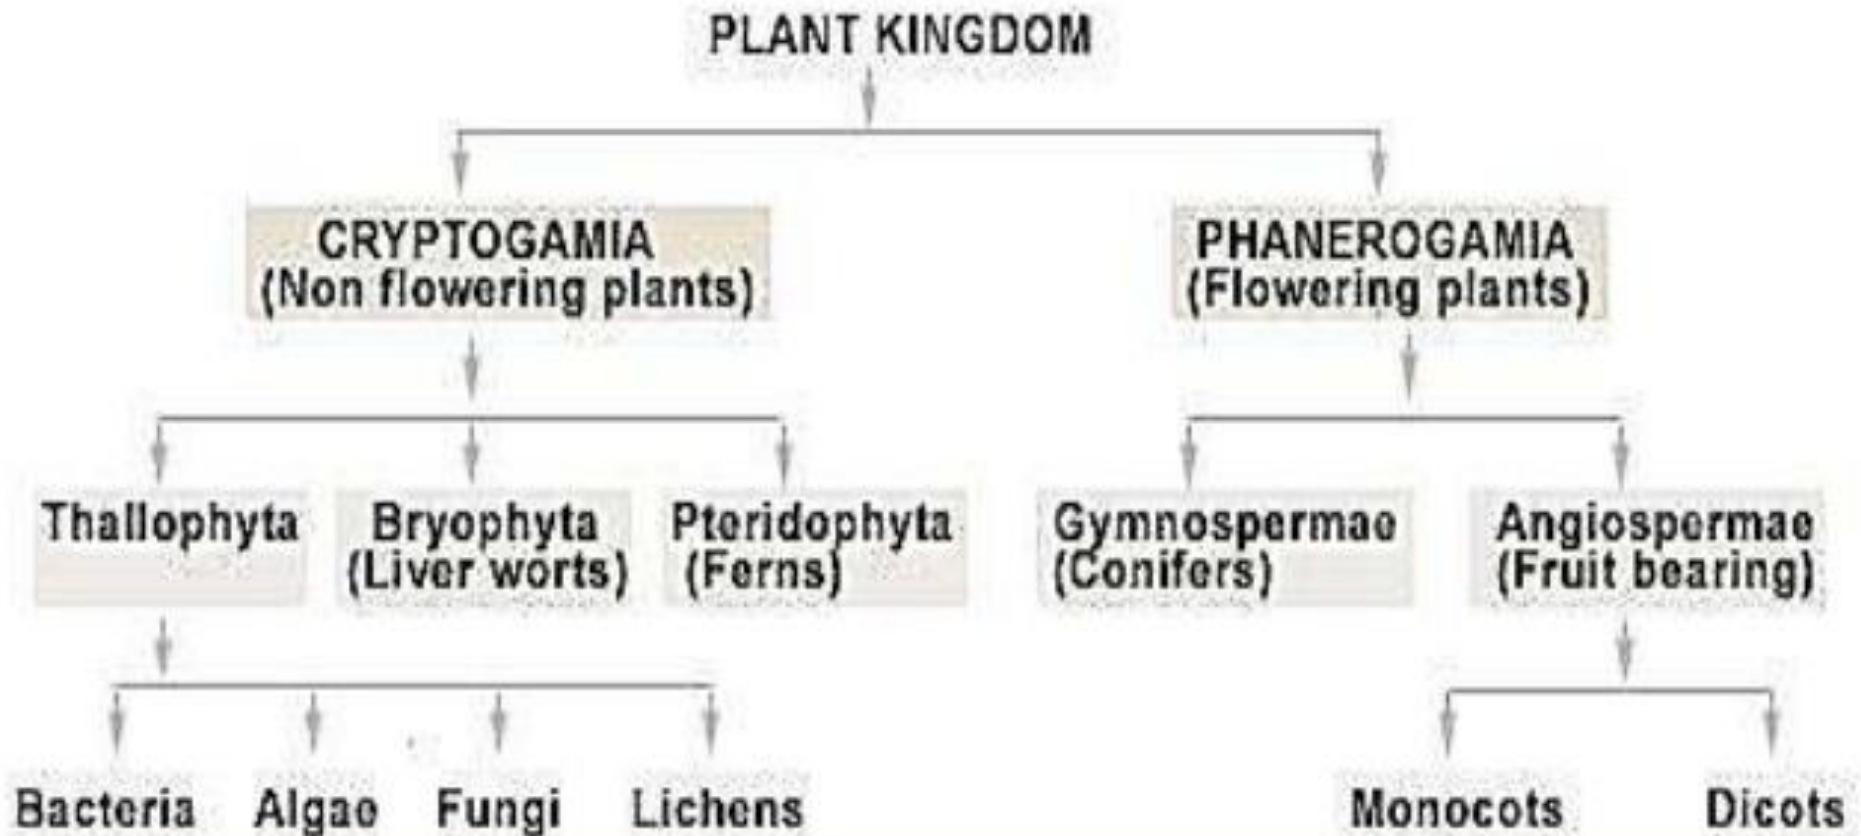 PLANT KINGDOM
CRYPTOGAMIA
(Non flowering plants)
PHANEROGAMIA
(Flowering plants)
Thallophyta
Bryophyta
(Liver worts)
Pteridophyta
(Ferns)
Gymnospermae
(Conifers)
Angiospermae
(Fruit bearing)
Bacteria
Algae
Fungi
Lichens
Monocots
Dicots